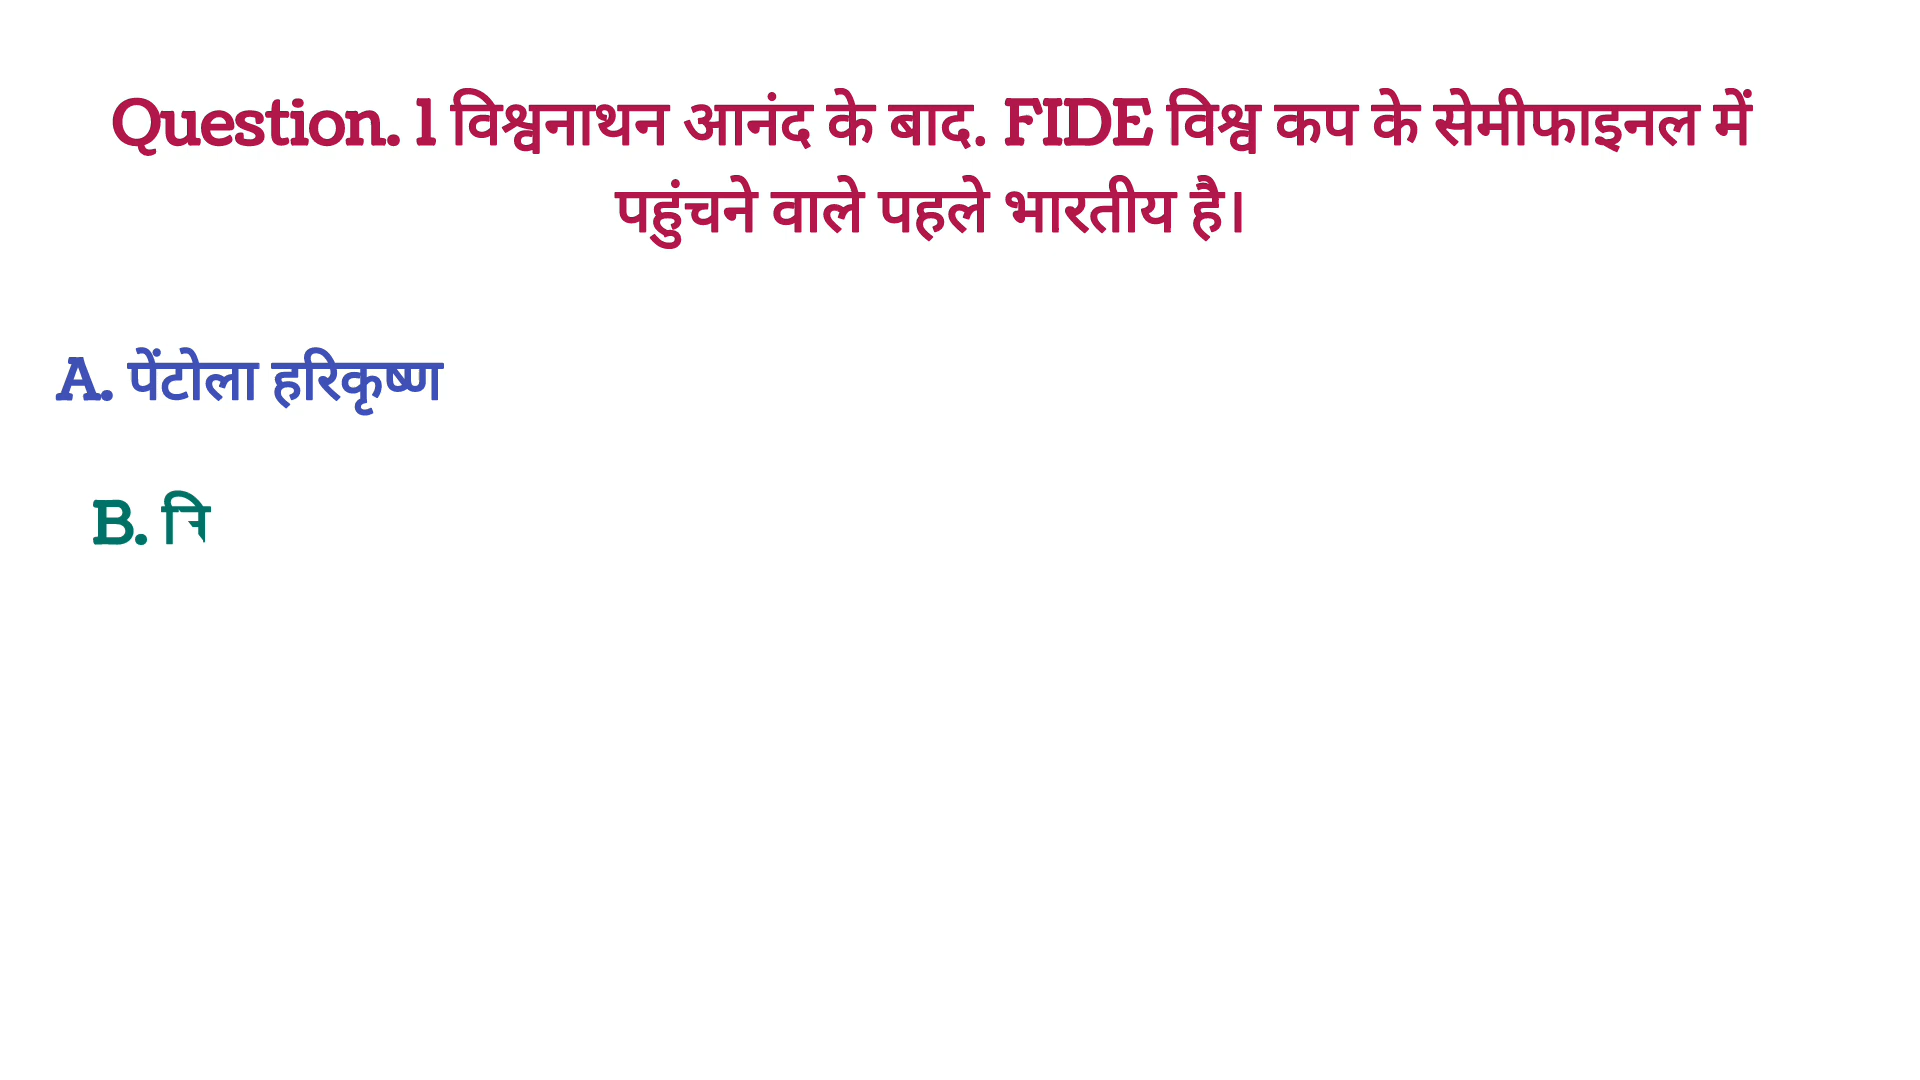 Question. 1 विश्वनाथन आनंद के बाद. FIDE विश्व कप के सेमीफाइनल में
पहुंचने वाले पहले भारतीय है।
A. पेंटोला हरिकृष्ण
B.